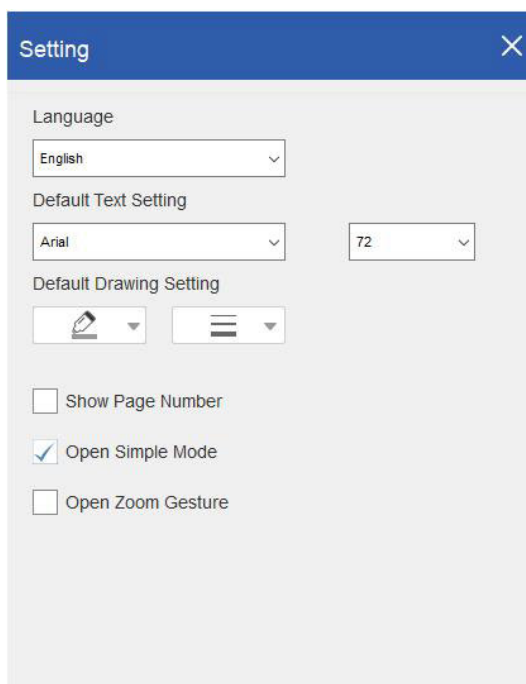 Setting
Language
English
Default Text Setting
Arial 72
Default Drawing Setting
Show Page Number
Open Simple Mode
Open Zoom Gesture